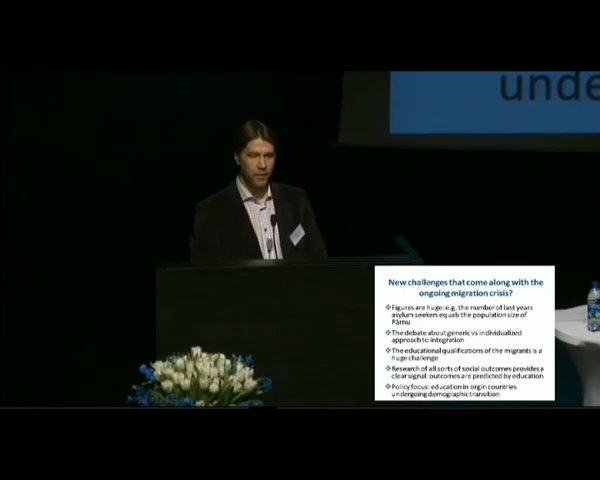 unde
New challenges that come along with the
ongoing migration crisis?
Figures are huge: e.g. the number of last years
asylum seekers equals the population size of
Pärnu
The debate about generic vs individualized
approach to integration
The educational qualifications of the migrants is a
huge challenge
Research of all sorts of social outcomes provides a
clear signal: outcomes are predicted by education
Policy focus: education in orgin countries
undergoing demographic transition